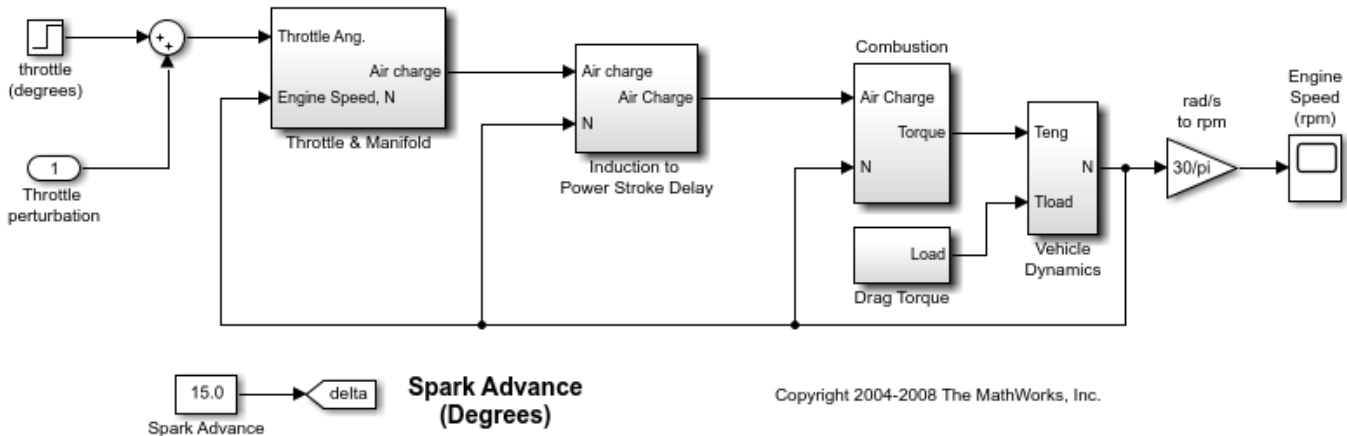 throttle
(degrees)
+
+
1
Throttle
perturbation
Throttle Ang.
Air charge
Engine Speed, N
Throttle & Manifold
Air charge
Air Charge
N
Induction to
Power Stroke Delay
Combustion
Air Charge
Torque
N
Load
Drag Torque
Teng
N
Tload
Vehicle
Dynamics
rad/s
to rpm
30/pi
Engine
Speed
(rpm)
15.0
Spark Advance
delta
Spark Advance
(Degrees)
Copyright 2004-2008 The MathWorks, Inc.